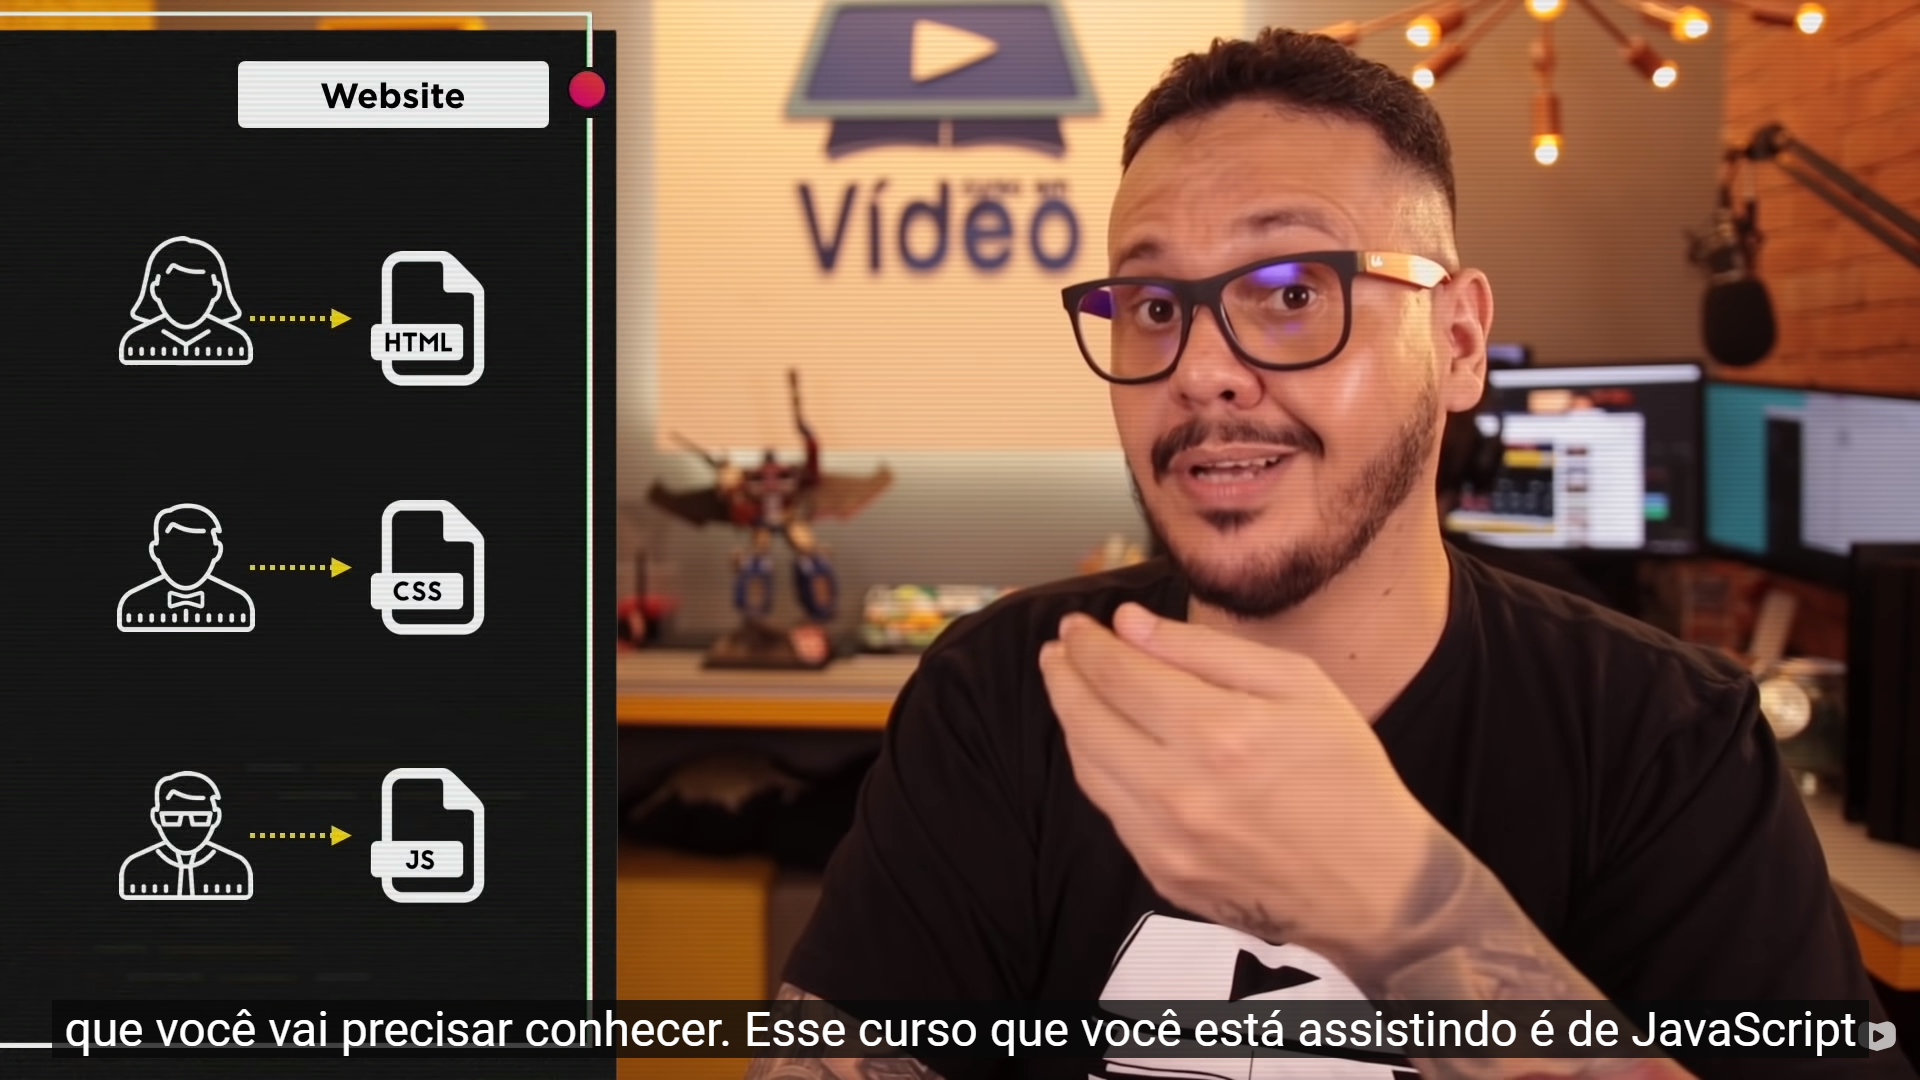 Website
HTML
CSS
JS
Vídeo
que você vai precisar conhecer. Esse curso que você está assistindo é de JavaScript